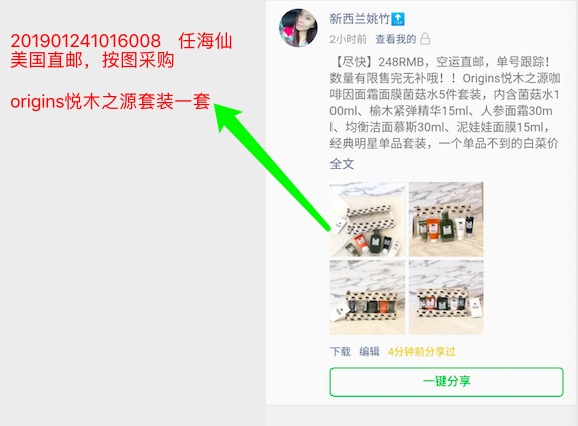 201901241016008 任海仙
美国直邮，按图采购
origins悦木之源套装一套
新西兰姚竹🔝
2小时前 查看我的
【尽快】248RMB，空运直邮，单号跟踪！
数量有限售完无补哦！！Origins悦木之源咖
啡因面霜面膜菌菇水5件套装，内含菌菇水1
00ml、榆木紧弹精华15ml、人参面霜30m
l、均衡洁面慕斯30ml、泥娃娃面膜15ml，
经典明星单品套装，一个单品不到的白菜价
全文
下载 编辑 4分钟前分享过
一键分享